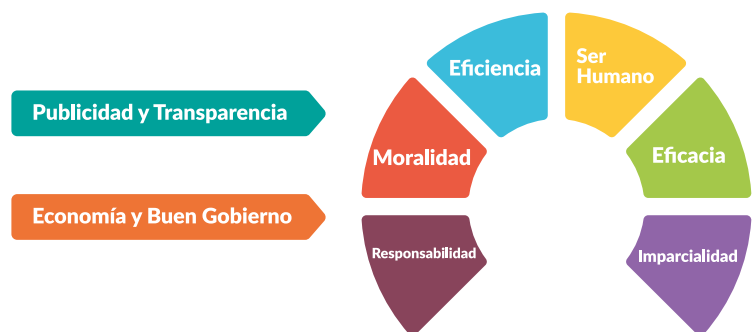 Publicidad y Transparencia
Economía y Buen Gobierno
Responsabilidad
Moralidad
Eficiencia
Ser
Humano
Eficacia
Imparcialidad